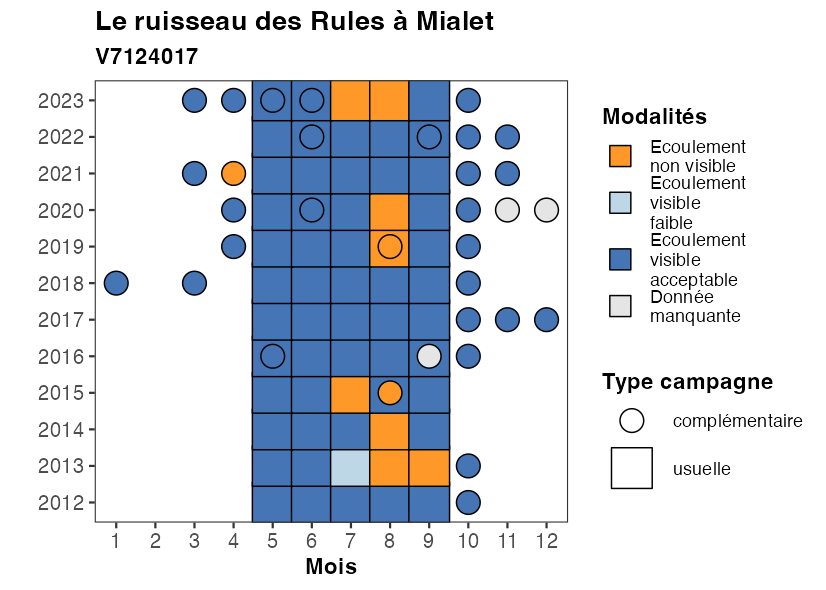 Le ruisseau des Rules à Mialet
V7124017
2023
2022
2021
2020
2019
2018
2017
2016
2015
2014
2013
2012
1 2 3 4 5 6 7 8 9 10 11 12
Mois
Modalités
Ecoulement
non visible
Ecoulement
visible
faible
Ecoulement
visible
acceptable
Donnée
manquante
Type campagne
complémentaire
usuelle